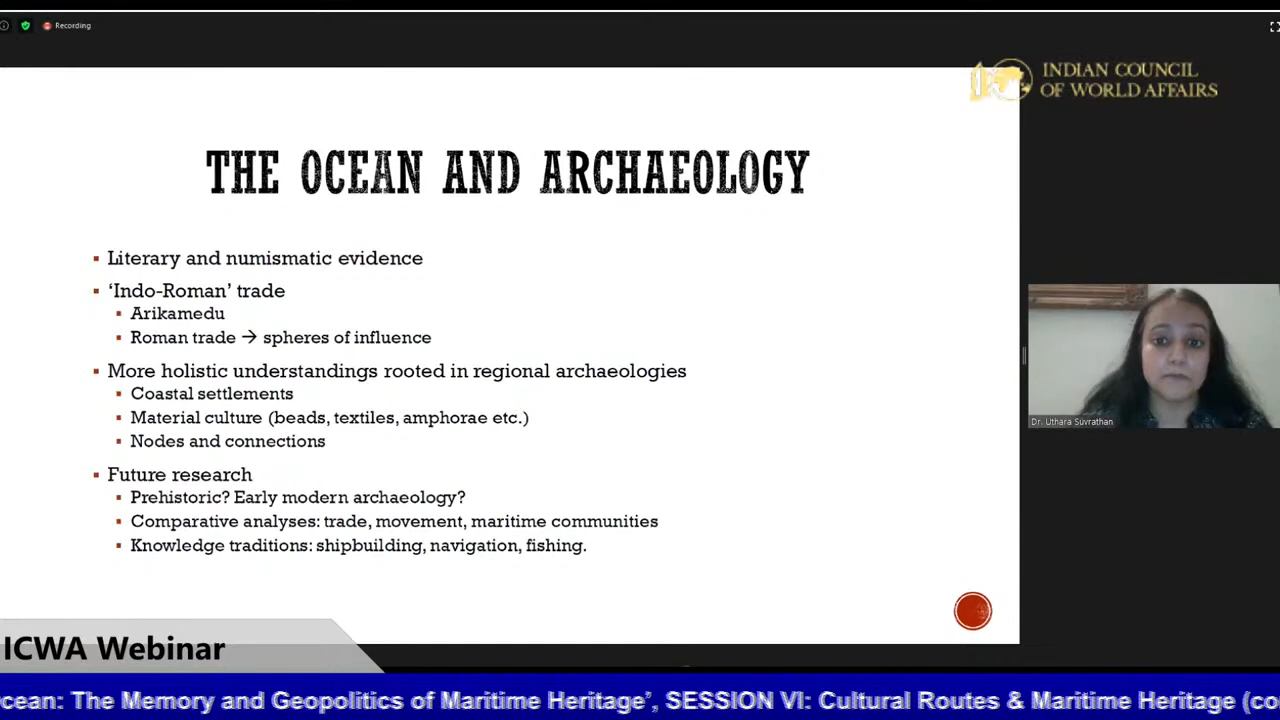 Recording
INDIAN COUNCIL
OF WORLD AFFAIRS
THE OCEAN AND ARCHAEOLOGY
Literary and numismatic evidence
‘Indo-Roman’ trade
Arikamedu
Roman trade → spheres of influence
More holistic understandings rooted in regional archaeologies
Coastal settlements
Material culture (beads, textiles, amphorae etc.)
Nodes and connections
Future research
Prehistoric? Early modern archaeology?
Comparative analyses: trade, movement, maritime communities
Knowledge traditions: shipbuilding, navigation, fishing.
Dr. Uthara Suvrathan
ICWA Webinar
cean: The Memory and Geopolitics of Maritime Heritage’, SESSION VI: Cultural Routes & Maritime Heritage (co